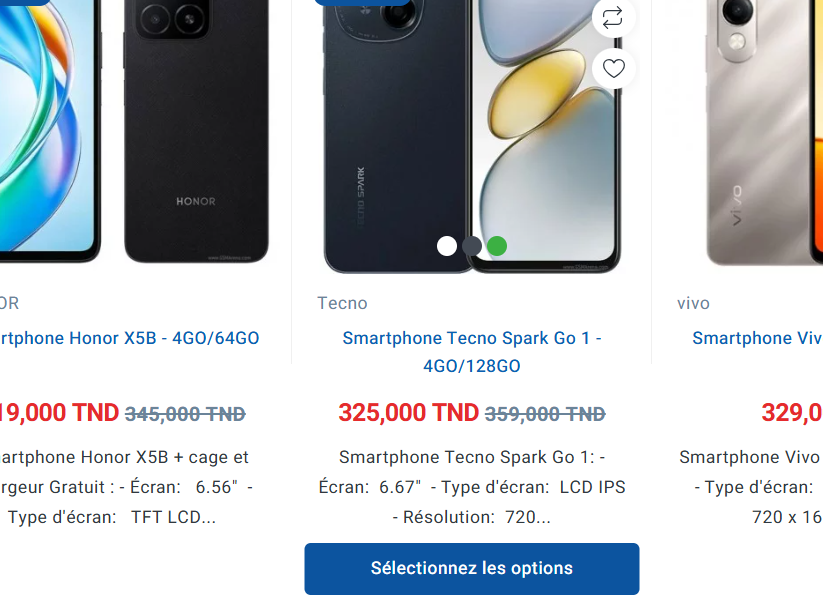 HONOR
TECNO SPARK
vivo
OR
rtphone Honor X5B - 4GO/64GO
19,000 TND 345,000 TND
artphone Honor X5B + cage et
rgeur Gratuit : - Écran: 6.56" -
Type d'écran: TFT LCD...
Tecno
Smartphone Tecno Spark Go 1 -
4GO/128GO
325,000 TND 359,000 TND
Smartphone Tecno Spark Go 1: -
Écran: 6.67" - Type d'écran: LCD IPS
- Résolution: 720...
Sélectionnez les options
vivo
Smartphone Viv
329,0
Smartphone Vivo
- Type d'écran:
720 x 16